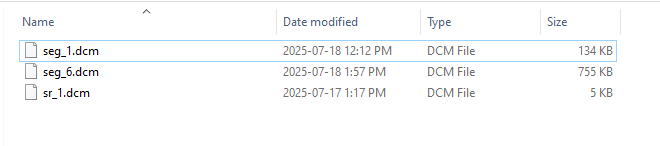 Name Date modified Type Size
seg_1.dcm 2025-07-18 12:12 PM DCM File 134 KB
seg_6.dcm 2025-07-18 1:57 PM DCM File 755 KB
sr_1.dcm 2025-07-17 1:17 PM DCM File 5 KB